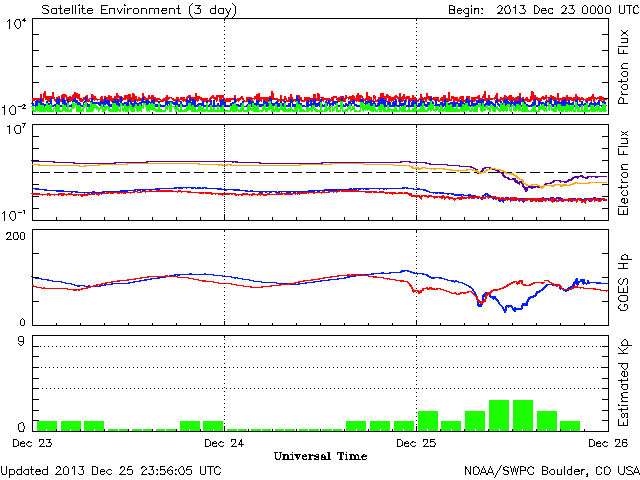 Satellite Environment (3 day) Begin: 2013 Dec 23 0000 UTC
10⁴
Proton Flux
10⁻²
10⁷
Electron Flux
10⁻¹
200
GOES Hp
0
9
Estimated Kp
0
Dec 23 Dec 24 Dec 25 Dec 26
Universal Time
Updated 2013 Dec 25 23:56:05 UTC NOAA/SWPC Boulder, CO USA